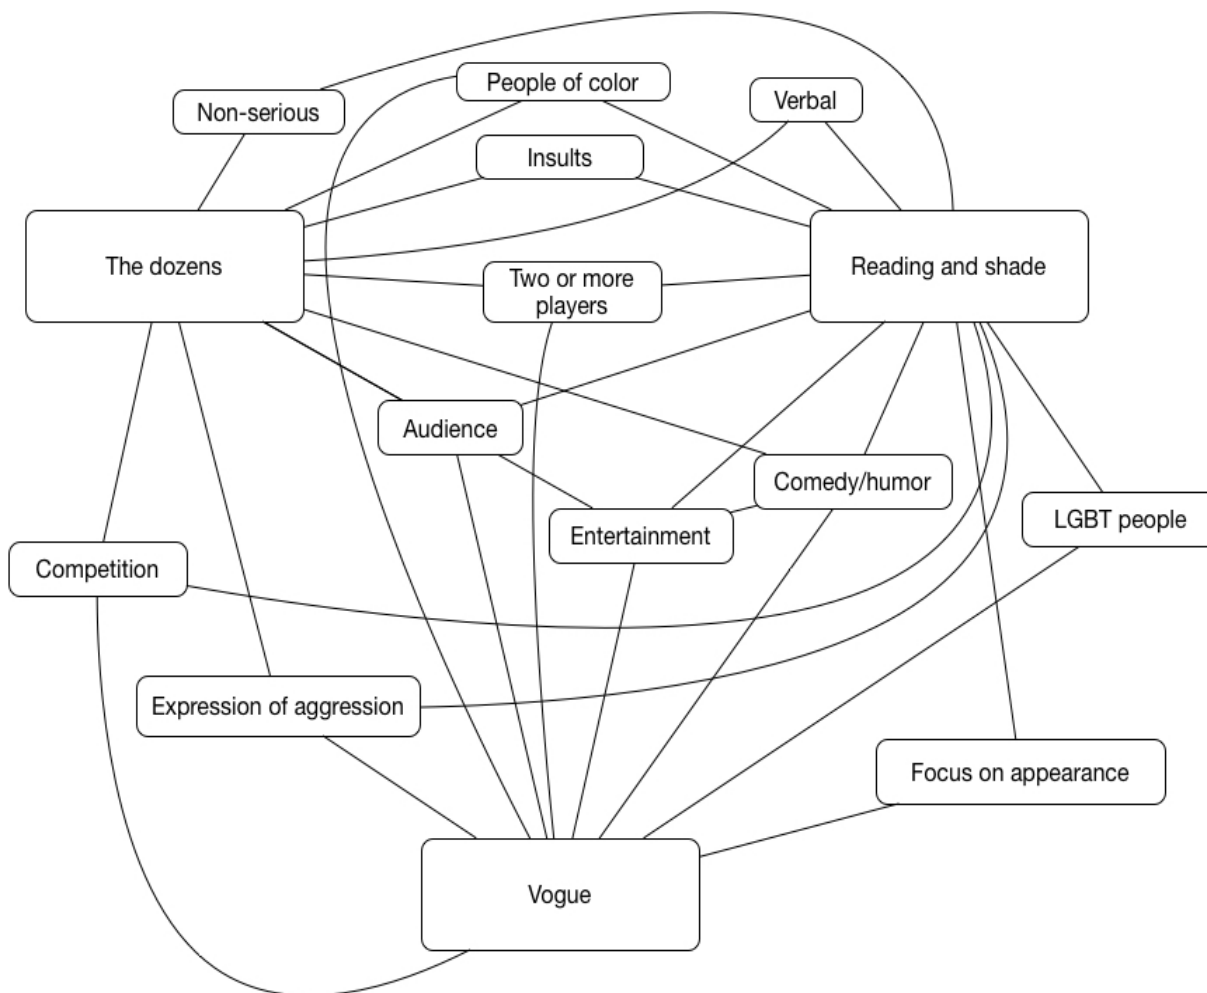 People of color
Non-serious
Verbal
Insults
The dozens
Reading and shade
Two or more
players
Audience
Comedy/humor
LGBT people
Entertainment
Competition
Expression of aggression
Focus on appearance
Vogue